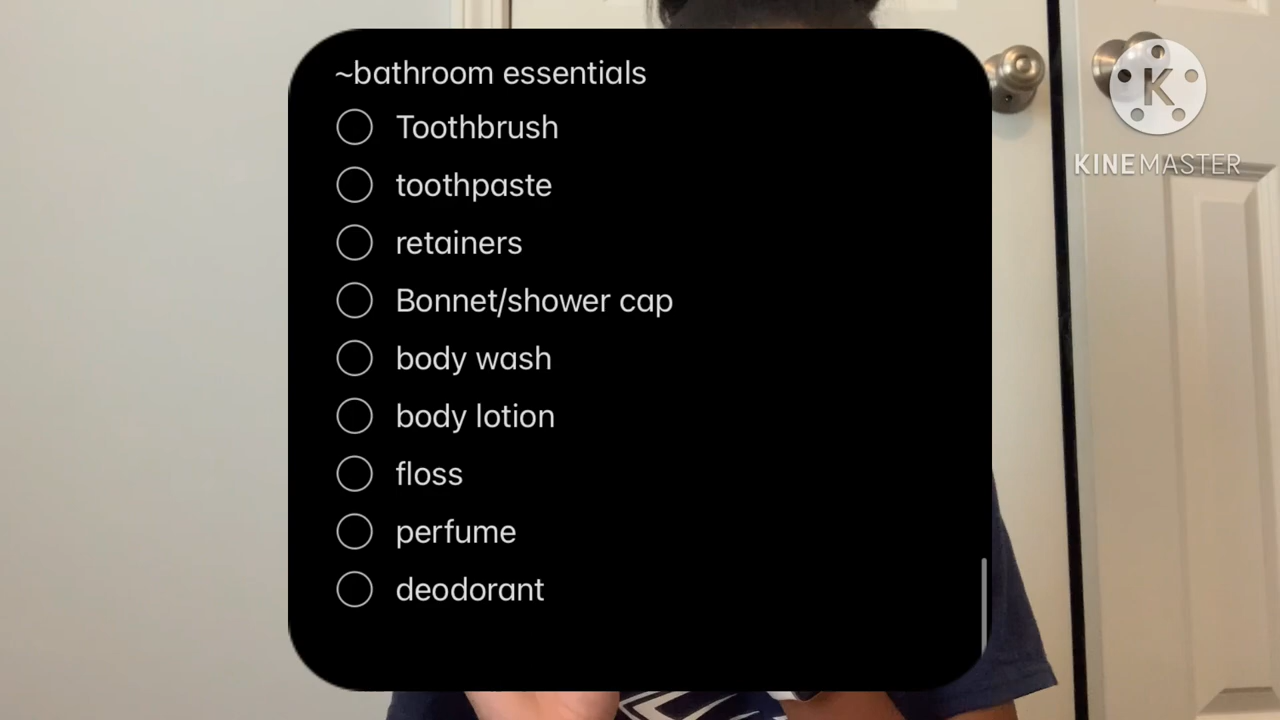 ~bathroom essentials
Toothbrush
toothpaste
retainers
Bonnet/shower cap
body wash
body lotion
floss
perfume
deodorant
K
KINEMASTER